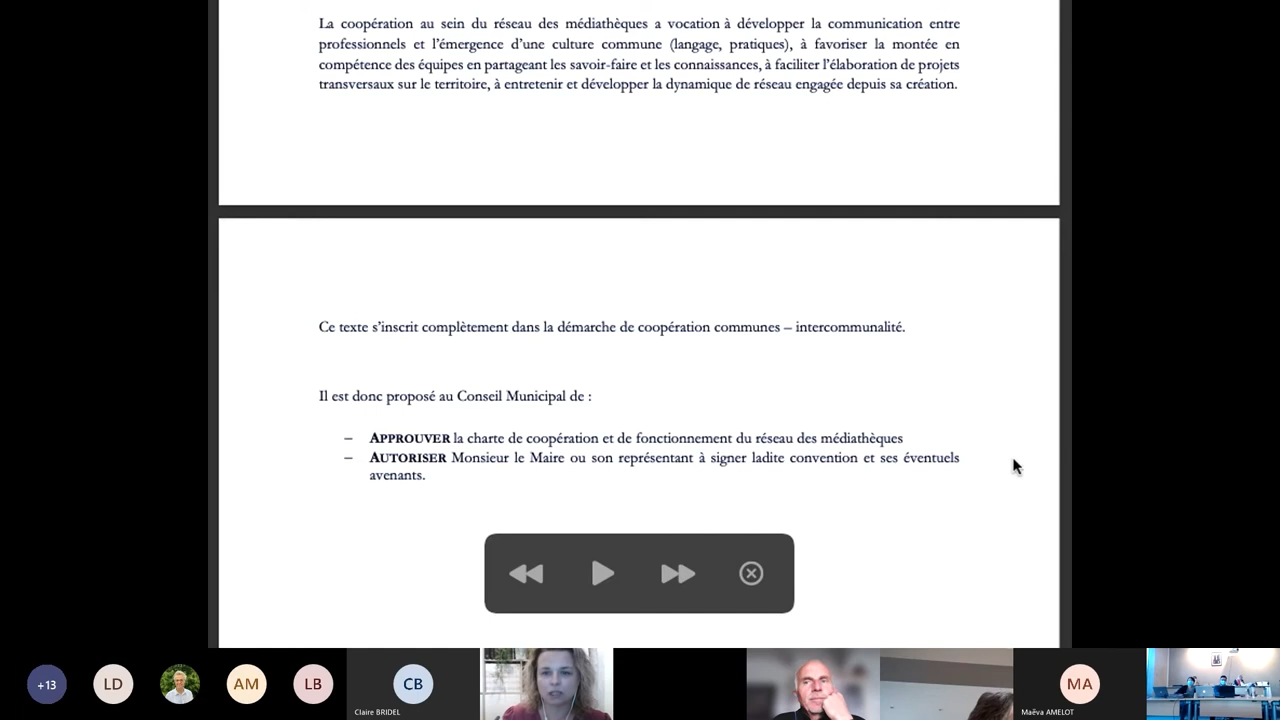 La coopération au sein du réseau des médiathèques a vocation à développer la communication entre
professionnels et l’émergence d’une culture commune (langage, pratiques), à favoriser la montée en
compétence des équipes en partageant les savoir-faire et les connaissances, à faciliter l’élaboration de projets
transversaux sur le territoire, à entretenir et développer la dynamique de réseau engagée depuis sa création.
Ce texte s’inscrit complètement dans la démarche de coopération communes – intercommunalité.
Il est donc proposé au Conseil Municipal de :
– APPROUVER la charte de coopération et de fonctionnement du réseau des médiathèques
– AUTORISER Monsieur le Maire ou son représentant à signer ladite convention et ses éventuels
avenants.
+13
LD
AM
LB
CB
Claire BRIDEL
MA
Maëva AMELOT